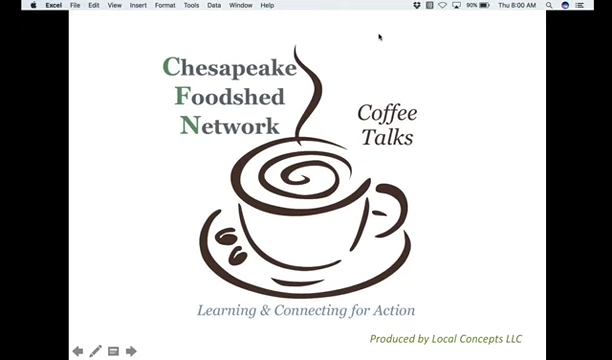 Excel File Edit View Insert Format Tools Data Window Shed Help
90% Thu 8:00 AM
Chesapeake
Foodshed
Network
Coffee
Talks
Learning & Connecting for Action
Produced by Local Concepts LLC